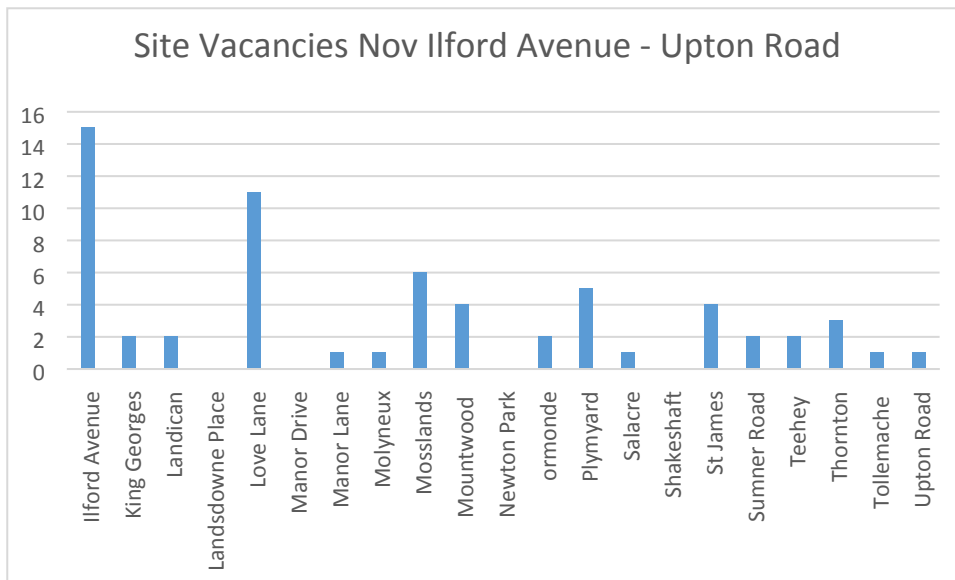 Site Vacancies Nov Ilford Avenue - Upton Road
16
14
12
10
8
6
4
2
0
Ilford Avenue
King Georges
Landican
Landsdowne Place
Love Lane
Manor Drive
Manor Lane
Molyneux
Mosslands
Mountwood
Newton Park
ormonde
Plymyard
Salacre
Shakeshaft
St James
Sumner Road
Teehey
Thornton
Tollemache
Upton Road